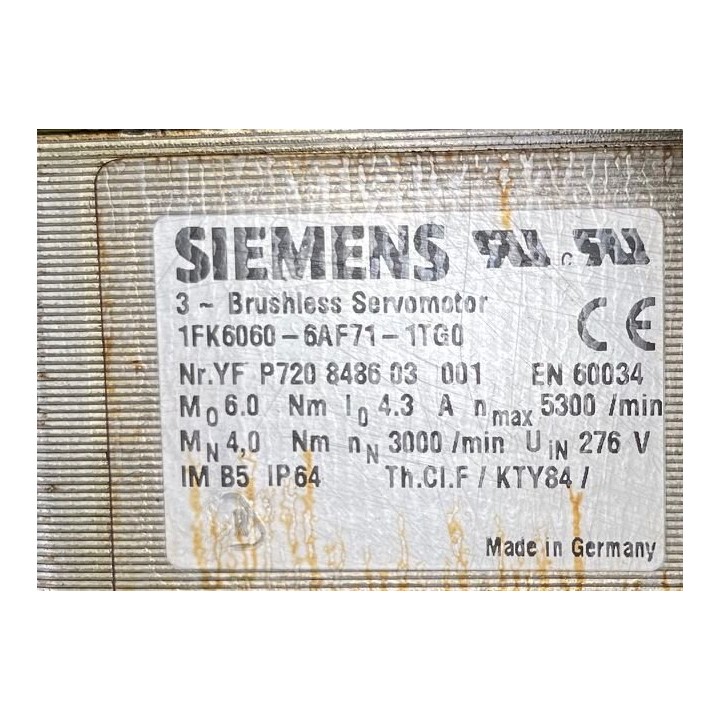 SIEMENS
3 ~ Brushless Servomotor
1FK6060-6AF71-1TG0 CE
Nr.YF P720 8486 03 001 EN 60034
M0 6.0 Nm I0 4.3 A nmax 5300 /min
MN 4,0 Nm nN 3000 /min UIN 276 V
IM B5 IP64 Th.Cl.F / KTY84 /
Made in Germany